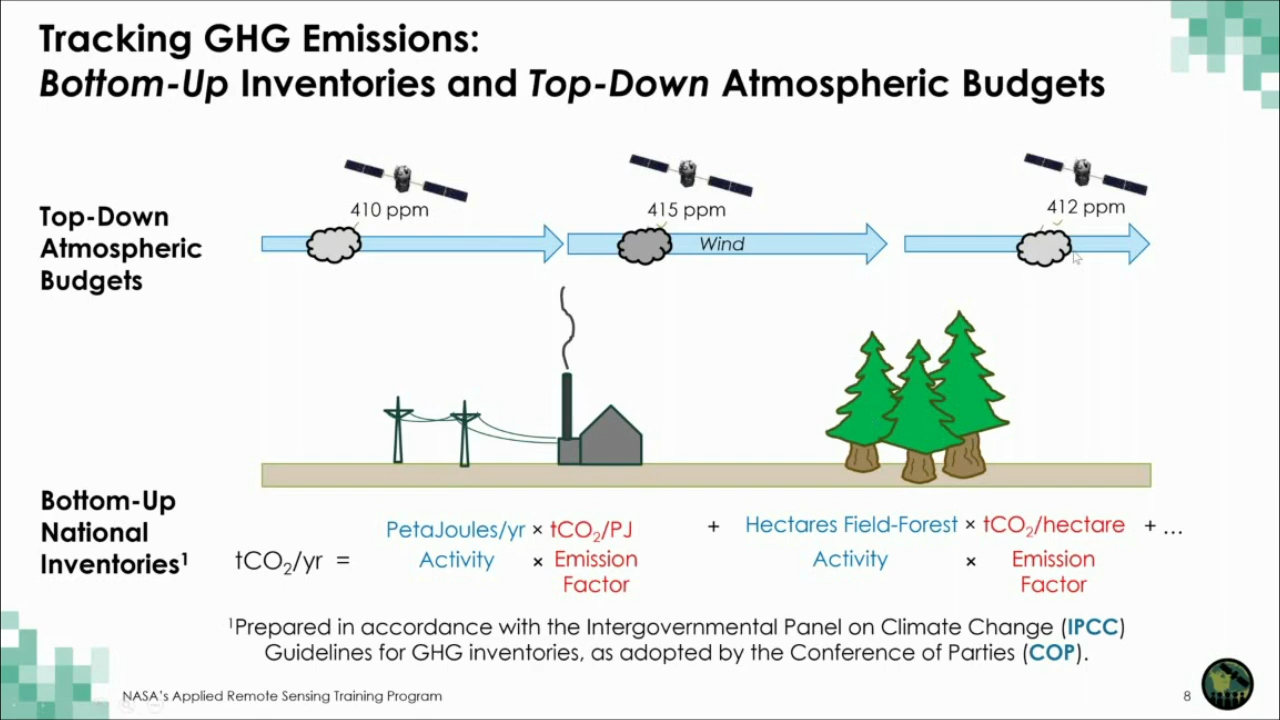 Tracking GHG Emissions:
Bottom-Up Inventories and Top-Down Atmospheric Budgets
Top-Down
Atmospheric
Budgets
410 ppm
415 ppm
412 ppm
Wind
Bottom-Up
National
Inventories¹
tCO₂/yr =
PetaJoules/yr × tCO₂/PJ + Hectares Field-Forest × tCO₂/hectare + ...
Activity × Emission Activity × Emission
Factor Factor
¹Prepared in accordance with the Intergovernmental Panel on Climate Change (IPCC)
Guidelines for GHG inventories, as adopted by the Conference of Parties (COP).
NASA's Applied Remote Sensing Training Program
8